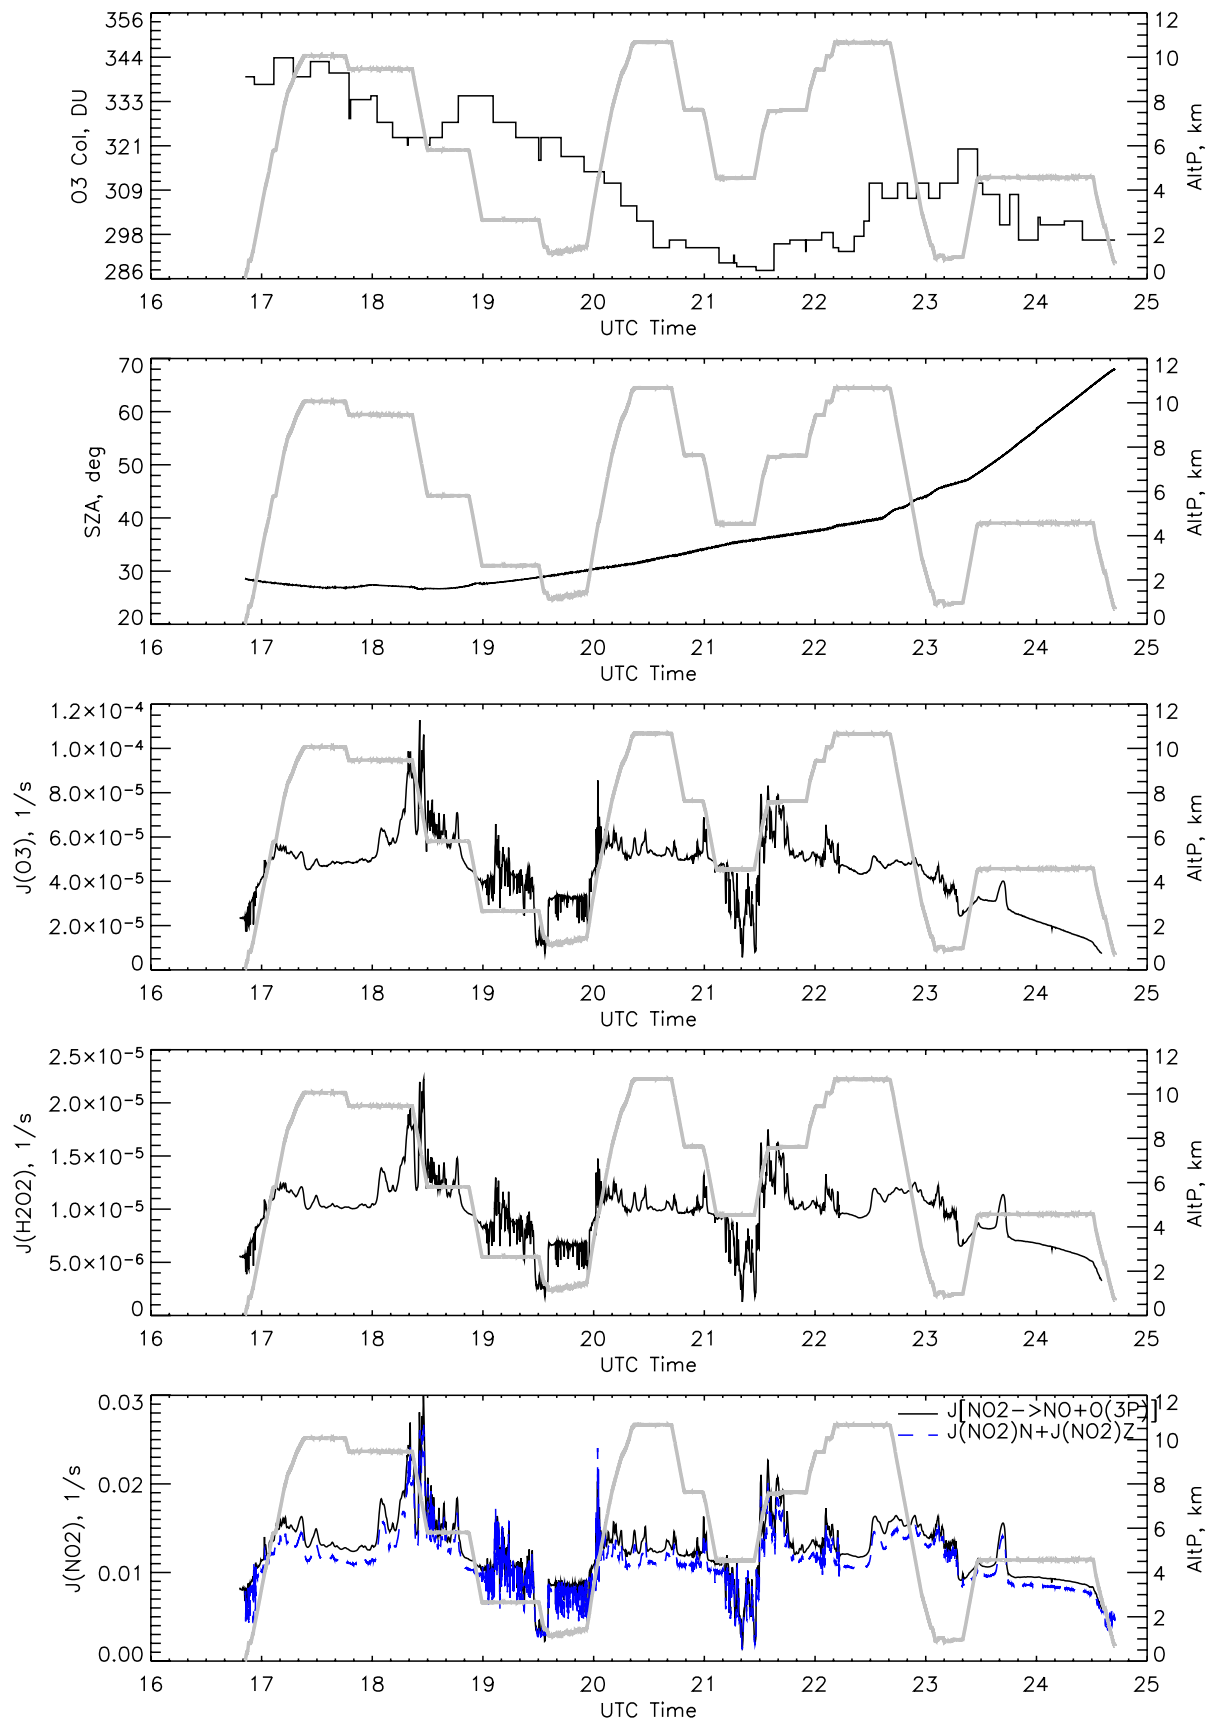 356
344
333
321
309
298
286
O3 Col, DU
12
10
8
6
4
2
0
AltP, km
16 17 18 19 20 21 22 23 24 25
UTC Time
70
60
50
40
30
20
SZA, deg
12
10
8
6
4
2
0
AltP, km
16 17 18 19 20 21 22 23 24 25
UTC Time
1.2×10⁻⁴
1.0×10⁻⁴
8.0×10⁻⁵
6.0×10⁻⁵
4.0×10⁻⁵
2.0×10⁻⁵
0
J(O3), 1/s
12
10
8
6
4
2
0
AltP, km
16 17 18 19 20 21 22 23 24 25
UTC Time
2.5×10⁻⁵
2.0×10⁻⁵
1.5×10⁻⁵
1.0×10⁻⁵
5.0×10⁻⁶
0
J(H2O2), 1/s
12
10
8
6
4
2
0
AltP, km
16 17 18 19 20 21 22 23 24 25
UTC Time
0.03
0.02
0.01
0.00
J(NO2), 1/s
J[NO2->NO+O(3P)]
J(NO2)N+J(NO2)Z
12
10
8
6
4
2
0
AltP, km
16 17 18 19 20 21 22 23 24 25
UTC Time